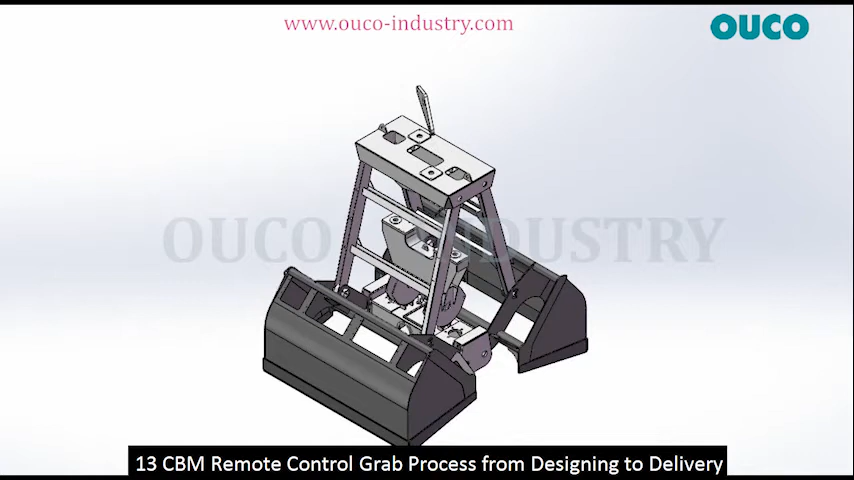 www.ouco-industry.com
OUCO
OUCO-INDUSTRY
13 CBM Remote Control Grab Process from Designing to Delivery